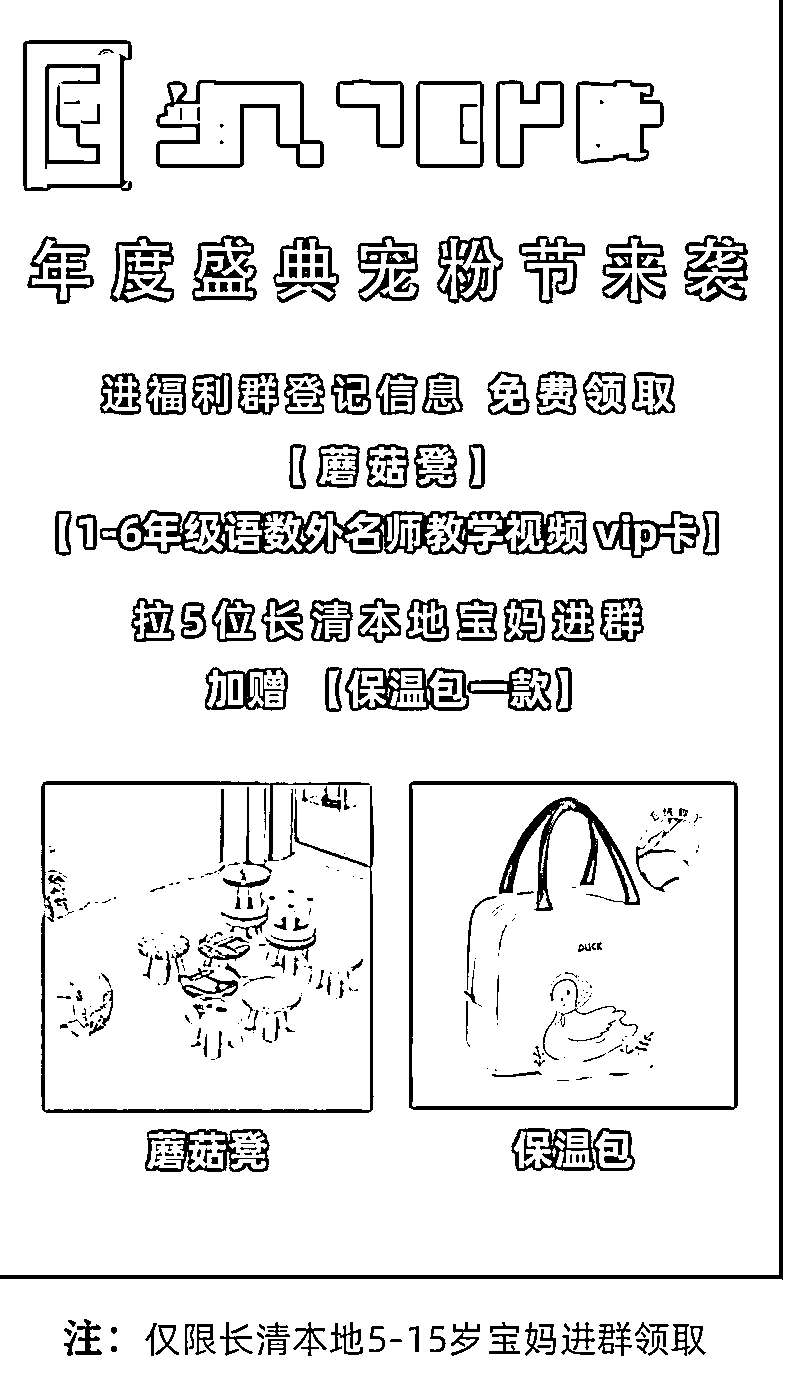 年度盛典宠粉节来袭
进福利群登记信息 免费领取
【蘑菇凳】
【1-6年级语数外名师教学视频 vip卡】
拉5位长清本地宝妈进群
加赠 【保温包一款】
DUCK
蘑菇凳
保温包
注：仅限长清本地5-15岁宝妈进群领取